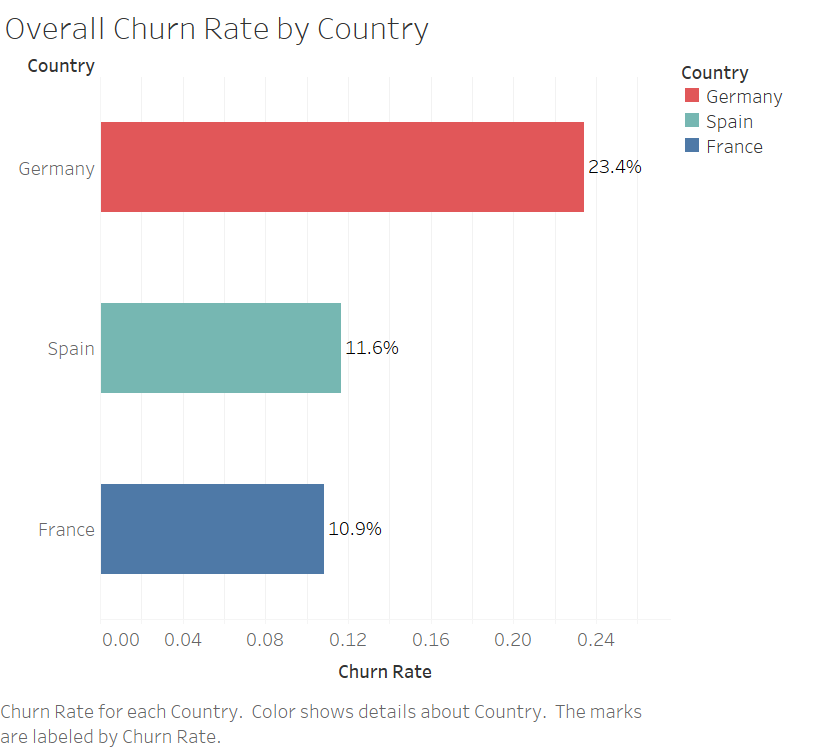 Overall Churn Rate by Country
Country
Germany
23.4%
Spain
11.6%
France
10.9%
0.00 0.04 0.08 0.12 0.16 0.20 0.24
Churn Rate
Country
Germany
Spain
France
Churn Rate for each Country.  Color shows details about Country.  The marks
are labeled by Churn Rate.